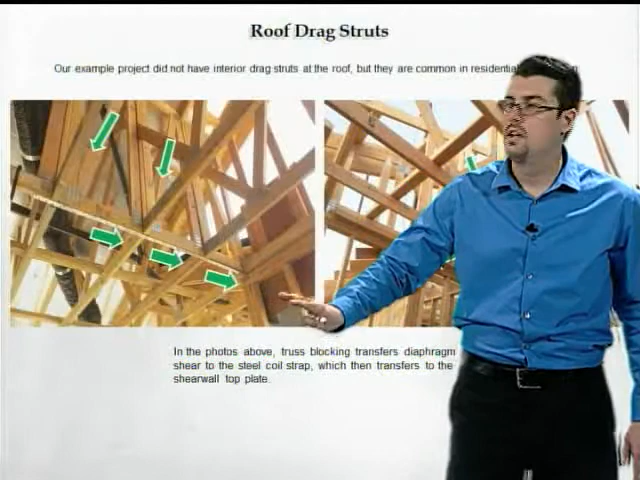 Roof Drag Struts
Our example project did not have interior drag struts at the roof, but they are common in residential
In the photos above, truss blocking transfers diaphragm
shear to the steel coil strap, which then transfers to the
shearwall top plate.